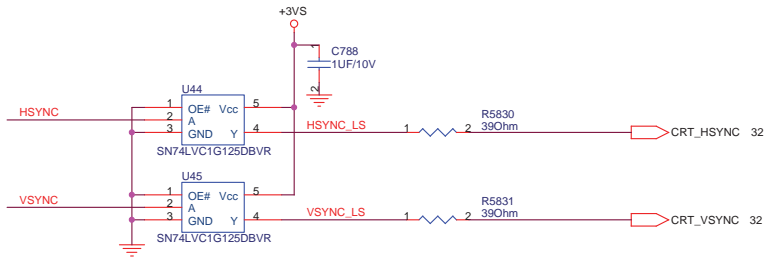 +3VS
1
C788
1UF/10V
2
U44
HSYNC
1 OE# Vcc 5
2 A
3 GND Y 4
SN74LVC1G125DBVR
HSYNC_LS
1 2
R5830
39Ohm
CRT_HSYNC 32
U45
VSYNC
1 OE# Vcc 5
2 A
3 GND Y 4
SN74LVC1G125DBVR
VSYNC_LS
1 2
R5831
39Ohm
CRT_VSYNC 32